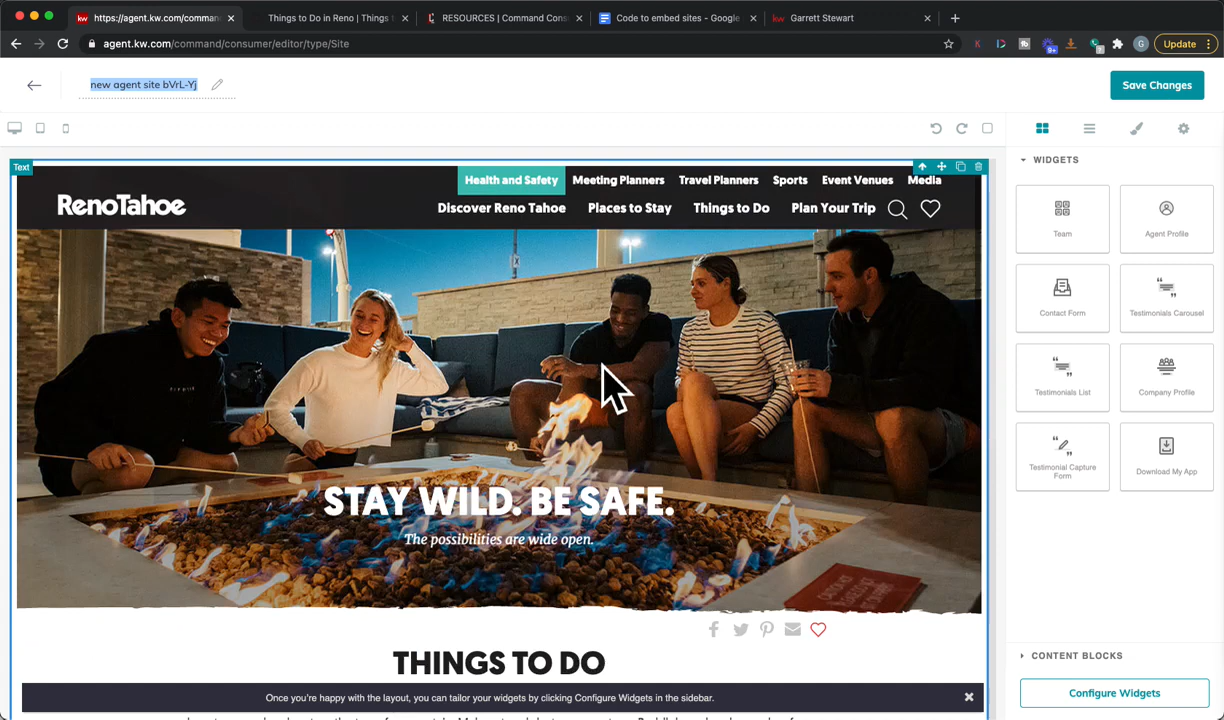 https://agent.kw.com/comman
Things to Do in Reno | Things t
RESOURCES | Command Cons
Code to embed sites - Google
kw
Garrett Stewart
agent.kw.com/command/consumer/editor/type/Site
G
Update
new agent site bVrL-Yj
Save Changes
Text
WIDGETS
Health and Safety
Meeting Planners
Travel Planners
Sports
Event Venues
Media
RenoTahoe
Discover Reno Tahoe
Places to Stay
Things to Do
Plan Your Trip
Team
Agent Profile
Contact Form
Testimonials Carousel
Testimonials List
Company Profile
Testimonial Capture
Form
Download My App
STAY WILD. BE SAFE.
The possibilities are wide open.
THINGS TO DO
CONTENT BLOCKS
Once you're happy with the layout, you can tailor your widgets by clicking Configure Widgets in the sidebar.
Configure Widgets